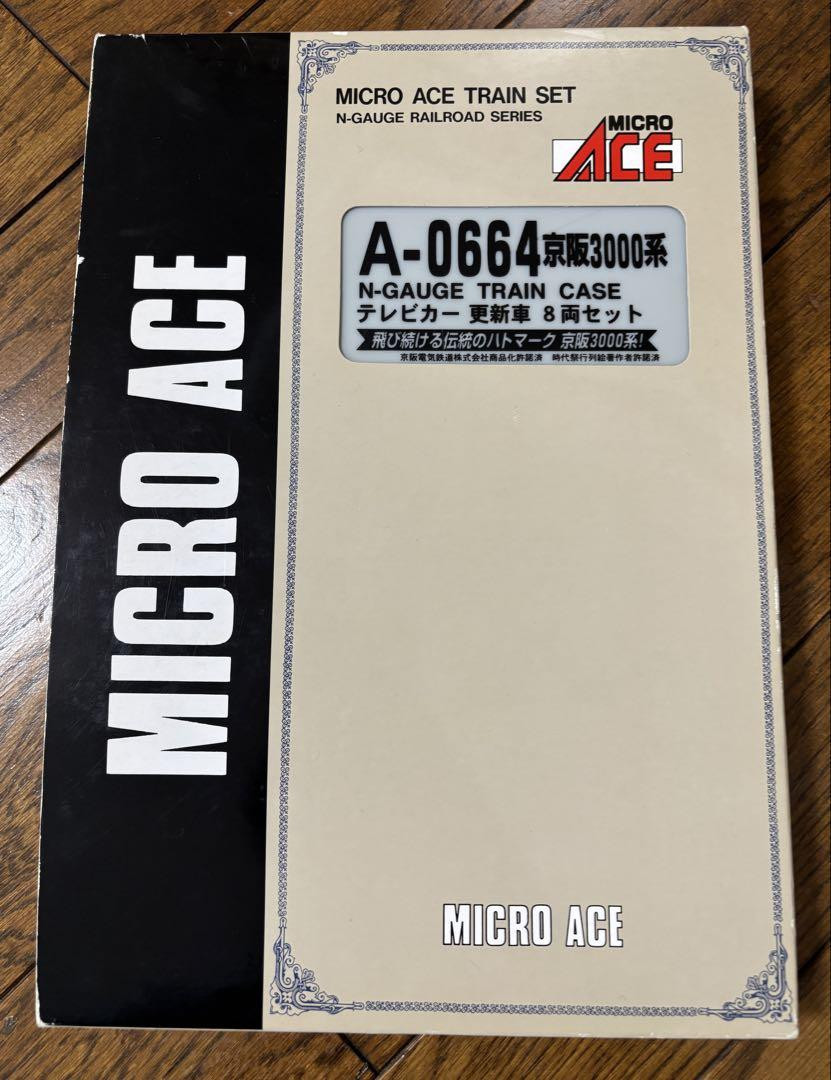 MICRO ACE
MICRO ACE TRAIN SET
N-GAUGE RAILROAD SERIES
MICRO
ACE
A-0664京阪3000系
N-GAUGE TRAIN CASE
テレビカー 更新車 8両セット
飛び続ける伝統のハトマーク 京阪3000系!
京阪電気鉄道株式会社商品化許諾済 時代祭行列絵著作者許諾済
MICRO ACE